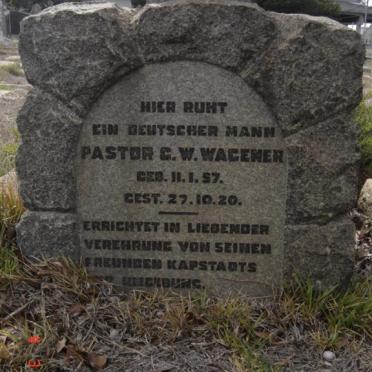 HIER RUHT
EIN DEUTSCHER MANN
PASTOR G. W. WAGENER
GEB. 11. 1. 57.
GEST. 27. 10. 20.
ERRICHTET IN LIEBENDER
VEREHRUNG VON SEINEN
FREUNDEN KAPSTADTS
UMGEBUNG.